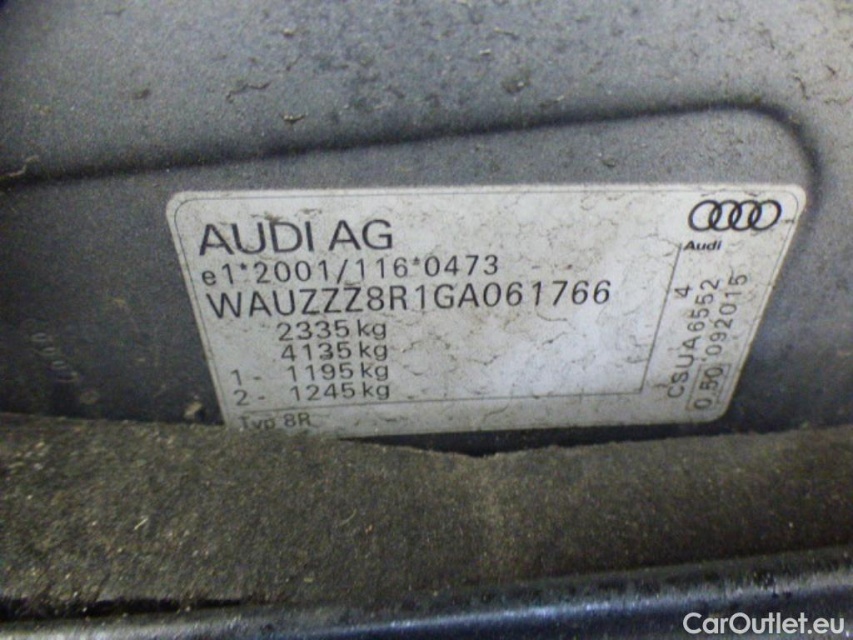 AUDI AG
e1*2001/116*0473
WAUZZZ8R1GA061766
2335 kg
4135 kg
1 - 1195 kg
2 - 1245 kg
Typ 8R
Audi
4
CSUA6552
0,50 092015
CarOutlet.eu